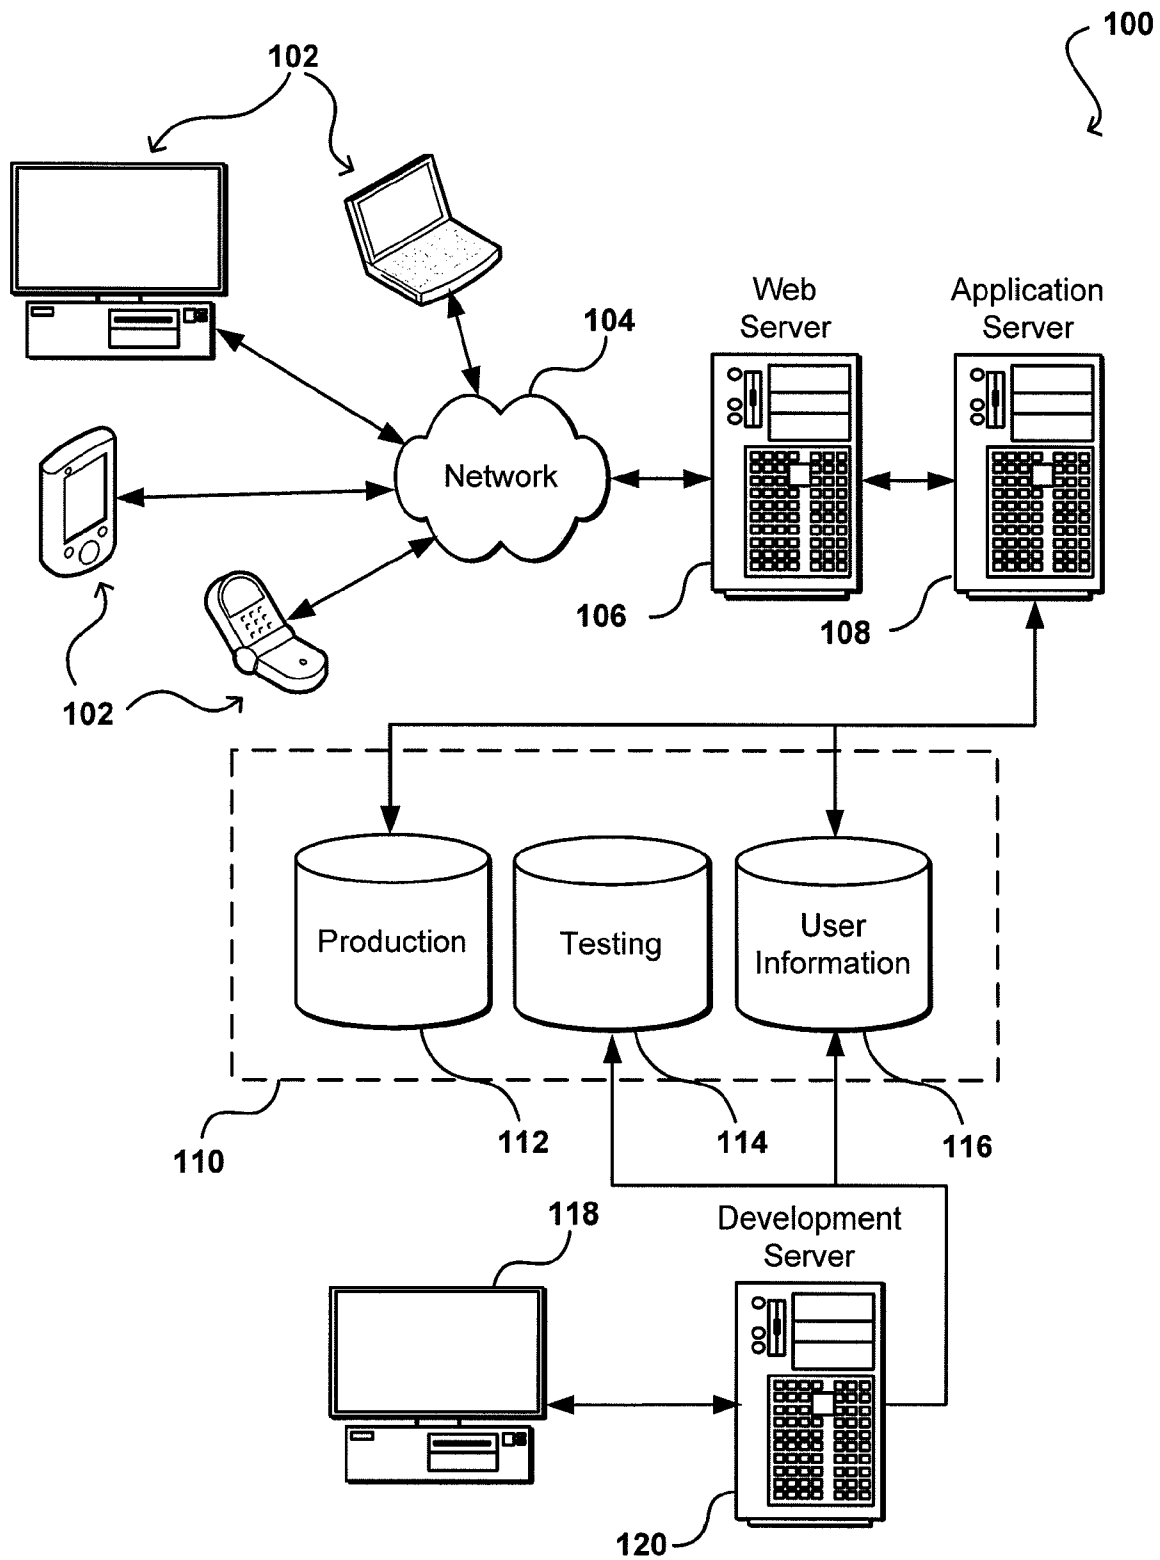 100
102
Web
Server
Application
Server
104
Network
106
108
102
Production
Testing
User
Information
110
112
114
116
118
Development
Server
120